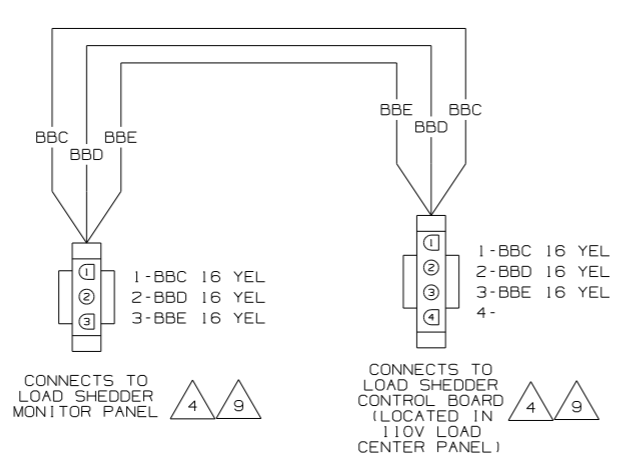 BBC
BBD
BBE
BBE
BBD
BBC
1
2
3
1-BBC 16 YEL
2-BBD 16 YEL
3-BBE 16 YEL
1
2
3
4
1-BBC 16 YEL
2-BBD 16 YEL
3-BBE 16 YEL
4-
CONNECTS TO
LOAD SHEDDER
MONITOR PANEL
4
9
CONNECTS TO
LOAD SHEDDER
CONTROL BOARD
(LOCATED IN
110V LOAD
CENTER PANEL)
4
9